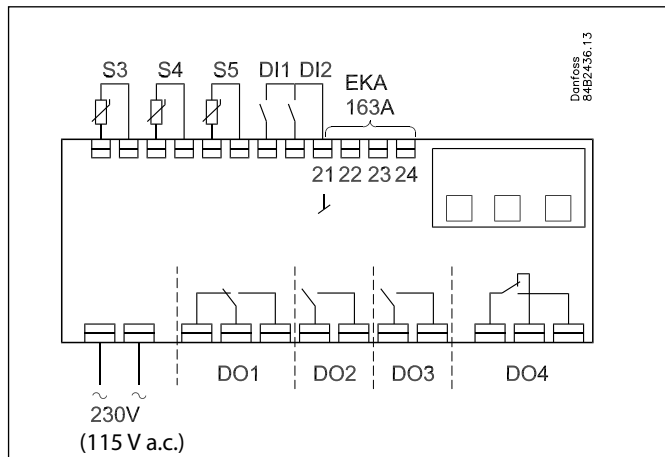 Danfoss
84B2436.13
S3 S4 S5 DI1 DI2
EKA
163A
21 22 23 24
DO1 DO2 DO3 DO4
~ ~
230V
(115 V a.c.)